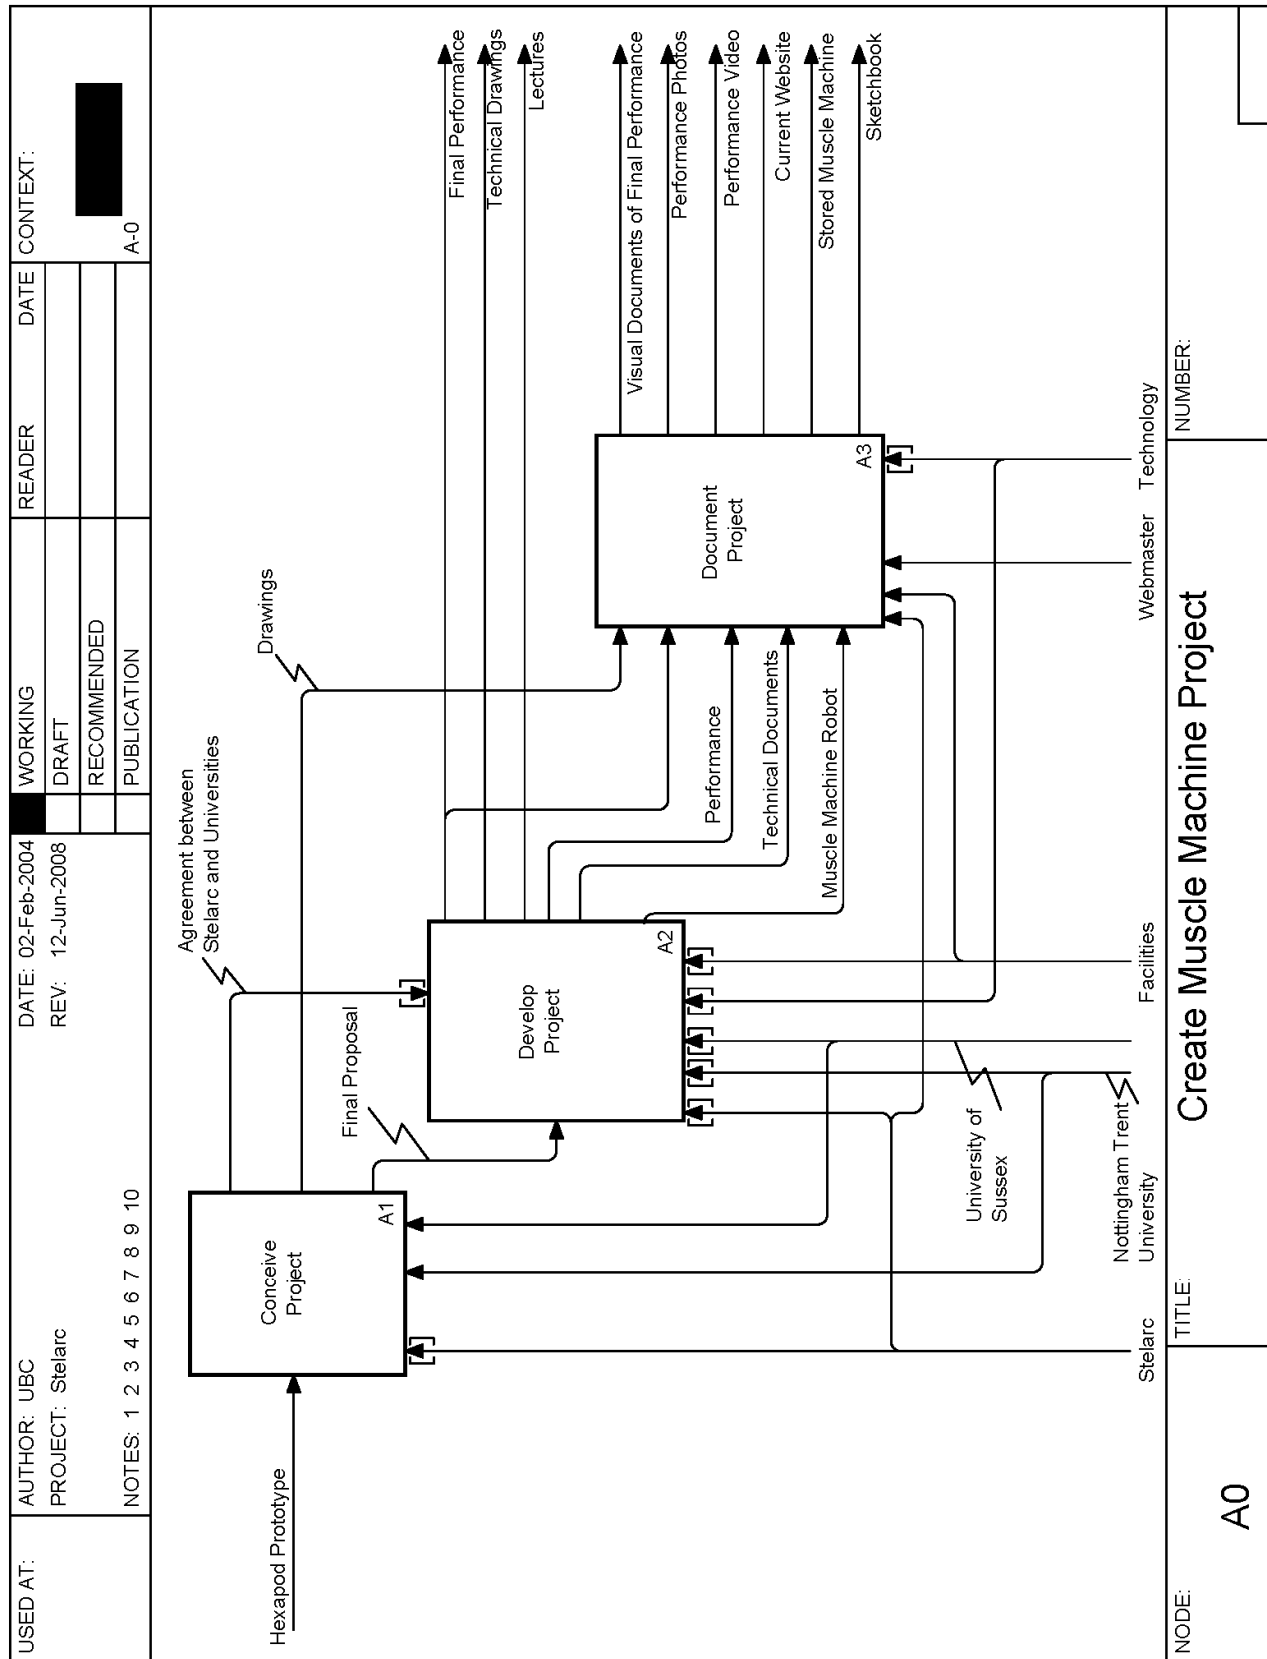 USED AT:
AUTHOR: UBC
PROJECT: Stelarc
NOTES: 1 2 3 4 5 6 7 8 9 10
DATE: 02-Feb-2004
REV: 12-Jun-2008
WORKING
DRAFT
RECOMMENDED
PUBLICATION
READER
DATE
CONTEXT:
A-0
Hexapod Prototype
Conceive
Project
A1
Agreement between
Stelarc and Universities
Drawings
Final Proposal
Develop
Project
A2
Final Performance
Technical Drawings
Lectures
Performance
Technical Documents
Muscle Machine Robot
Document
Project
A3
Visual Documents of Final Performance
Performance Photos
Performance Video
Current Website
Stored Muscle Machine
Sketchbook
University of
Sussex
Nottingham Trent
University
Stelarc
Facilities
Webmaster
Technology
NODE:
A0
TITLE:
Create Muscle Machine Project
NUMBER: